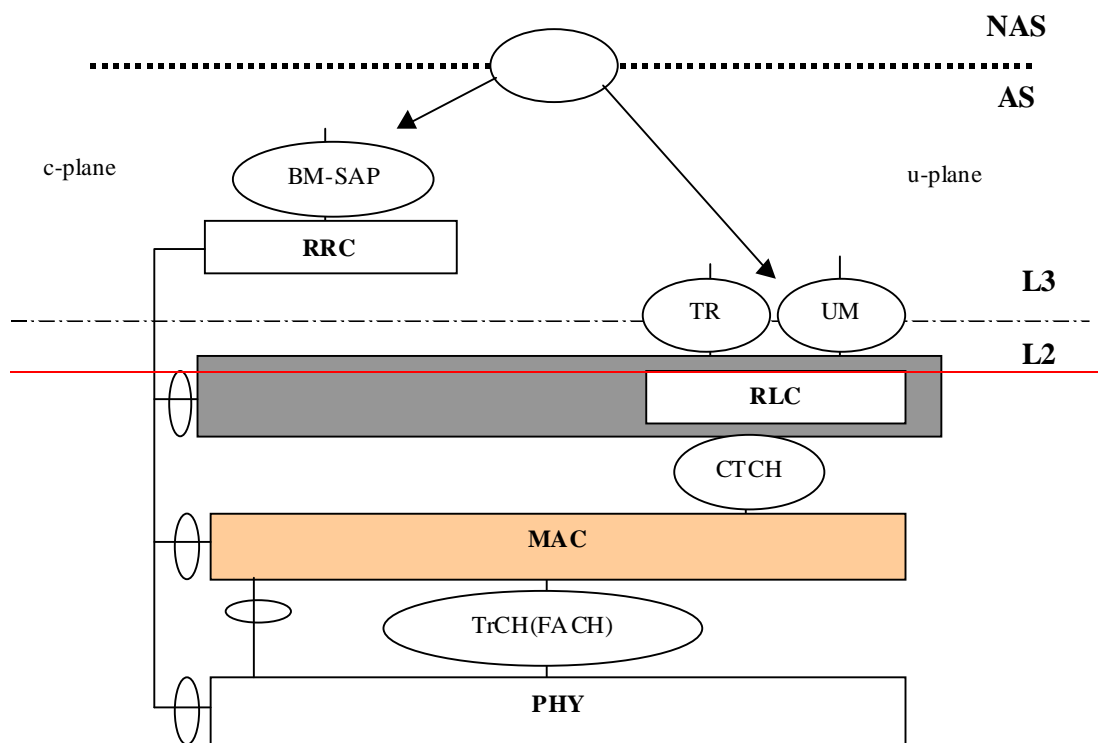 NAS
AS
c-plane
BM-SAP
u-plane
RRC
L3
TR
UM
L2
RLC
CTCH
MAC
TrCH(FACH)
PHY